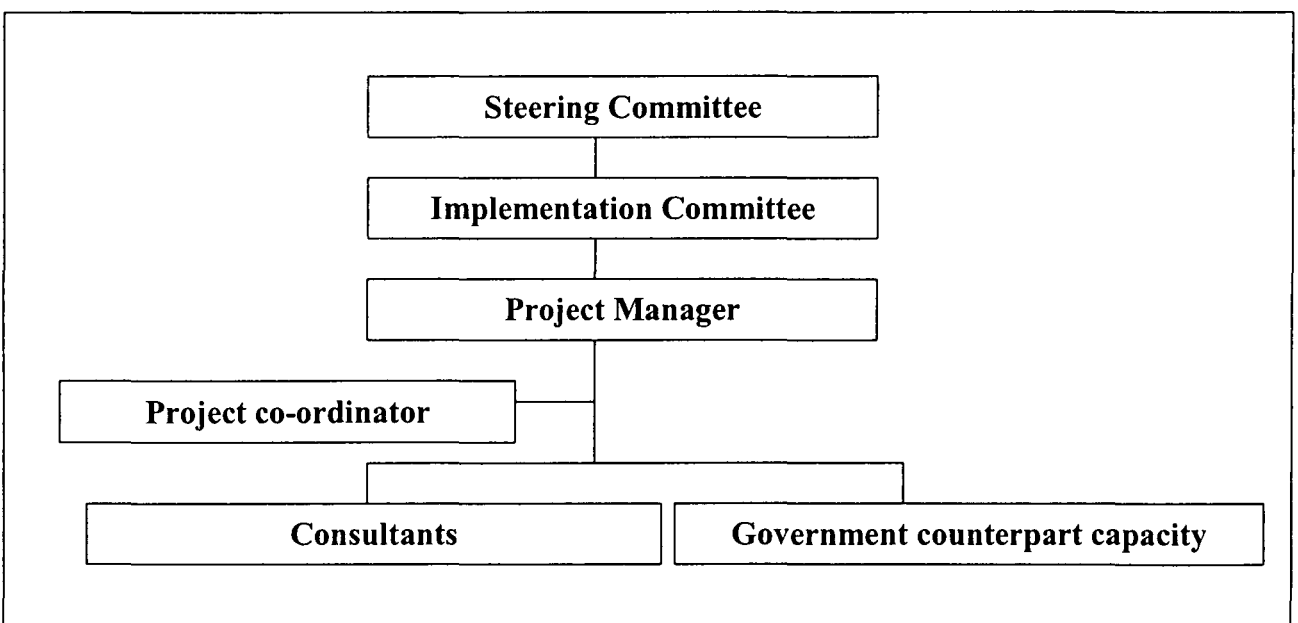 Steering Committee
Implementation Committee
Project Manager
Project co-ordinator
Consultants
Government counterpart capacity